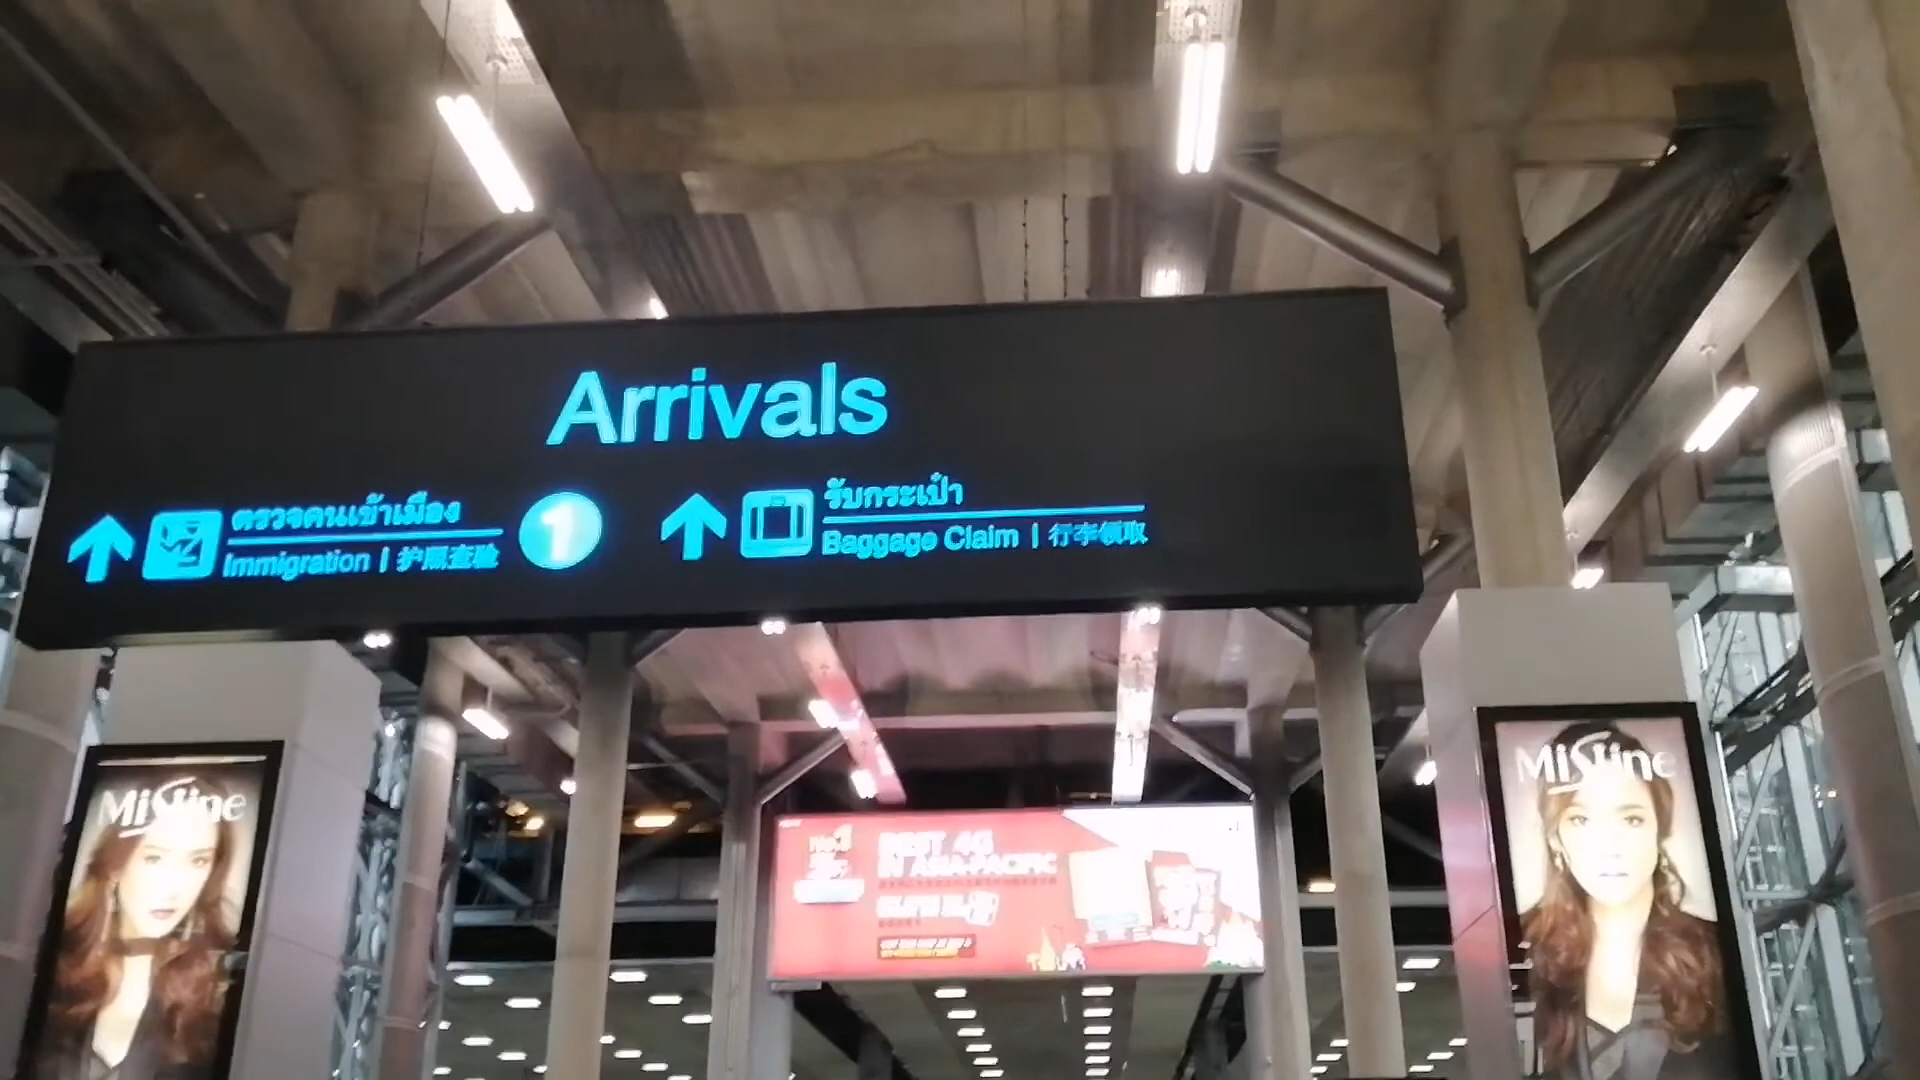 Arrivals
ตรวจคนเข้าเมือง
Immigration | 护照查验
1
รับกระเป๋า
Baggage Claim | 行李领取
Mistine
Mistine
No.1
BEST 4G
IN ASIA-PACIFIC